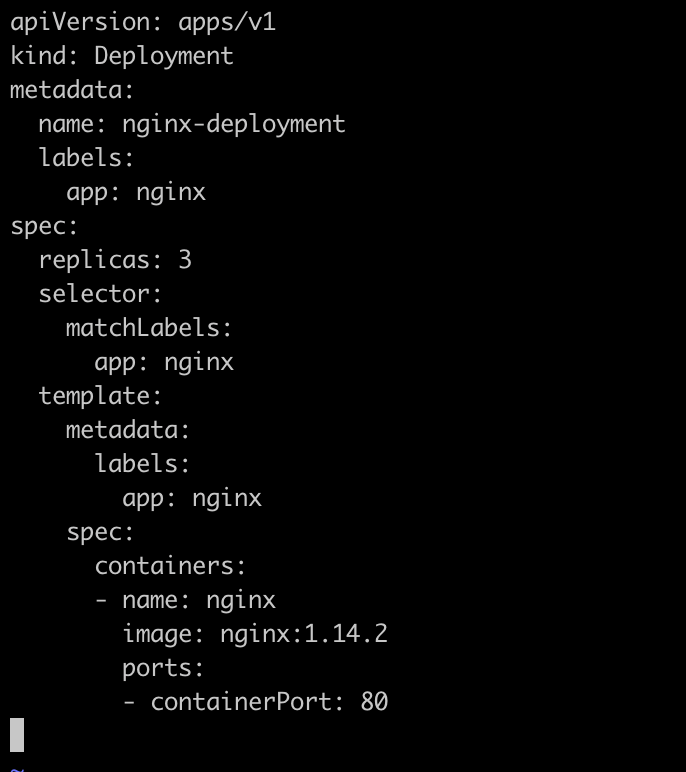 apiVersion: apps/v1
kind: Deployment
metadata:
  name: nginx-deployment
  labels:
    app: nginx
spec:
  replicas: 3
  selector:
    matchLabels:
      app: nginx
  template:
    metadata:
      labels:
        app: nginx
    spec:
      containers:
      - name: nginx
        image: nginx:1.14.2
        ports:
        - containerPort: 80
~